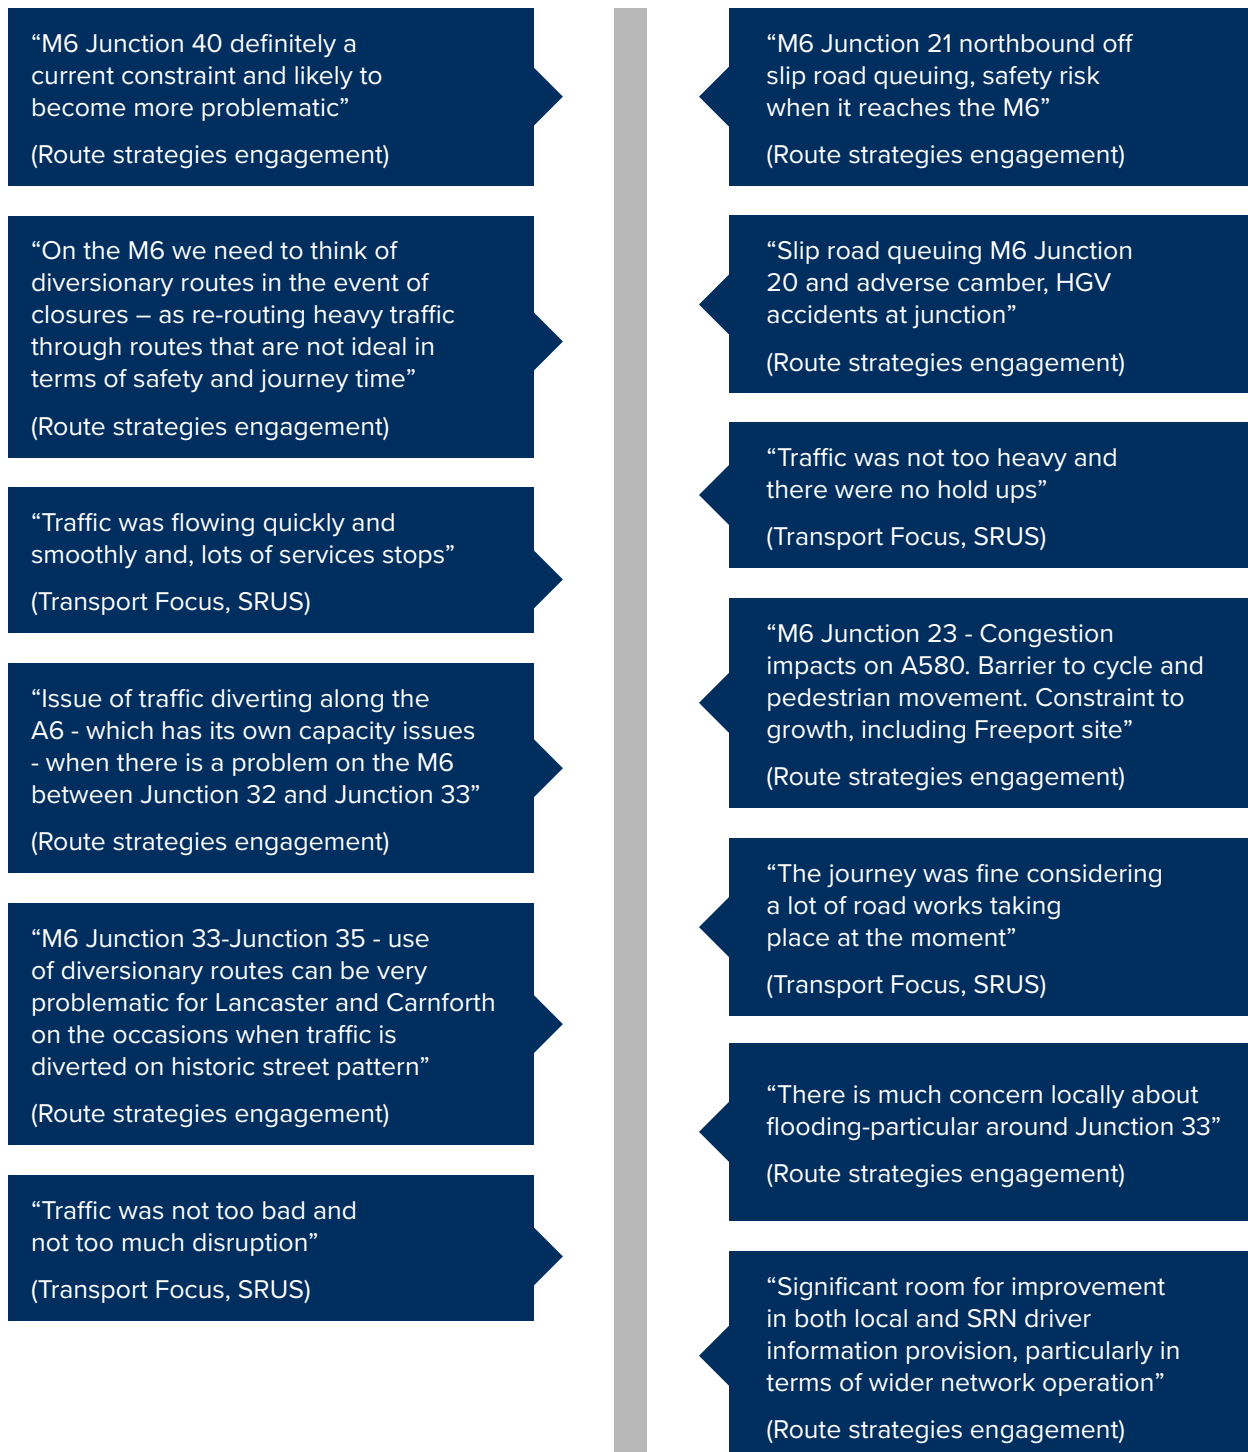 “M6 Junction 40 definitely a
current constraint and likely to
become more problematic”
(Route strategies engagement)
“On the M6 we need to think of
diversionary routes in the event of
closures – as re-routing heavy traffic
through routes that are not ideal in
terms of safety and journey time”
(Route strategies engagement)
“Traffic was flowing quickly and
smoothly and, lots of services stops”
(Transport Focus, SRUS)
“Issue of traffic diverting along the
A6 - which has its own capacity issues
- when there is a problem on the M6
between Junction 32 and Junction 33”
(Route strategies engagement)
“M6 Junction 33-Junction 35 - use
of diversionary routes can be very
problematic for Lancaster and Carnforth
on the occasions when traffic is
diverted on historic street pattern”
(Route strategies engagement)
“Traffic was not too bad and
not too much disruption”
(Transport Focus, SRUS)
“M6 Junction 21 northbound off
slip road queuing, safety risk
when it reaches the M6”
(Route strategies engagement)
“Slip road queuing M6 Junction
20 and adverse camber, HGV
accidents at junction”
(Route strategies engagement)
“Traffic was not too heavy and
there were no hold ups”
(Transport Focus, SRUS)
“M6 Junction 23 - Congestion
impacts on A580. Barrier to cycle and
pedestrian movement. Constraint to
growth, including Freeport site”
(Route strategies engagement)
“The journey was fine considering
a lot of road works taking
place at the moment”
(Transport Focus, SRUS)
“There is much concern locally about
flooding-particular around Junction 33”
(Route strategies engagement)
“Significant room for improvement
in both local and SRN driver
information provision, particularly in
terms of wider network operation”
(Route strategies engagement)